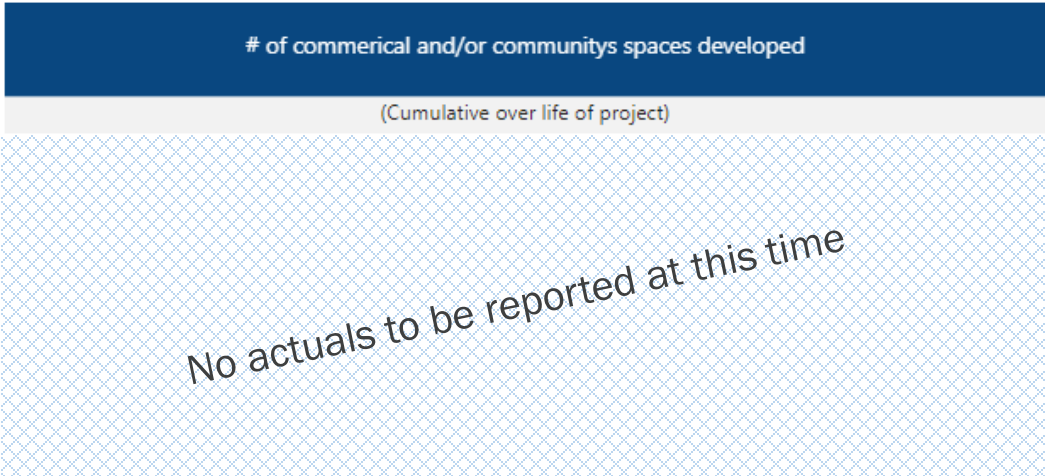 # of commerical and/or communitys spaces developed
(Cumulative over life of project)
No actuals to be reported at this time